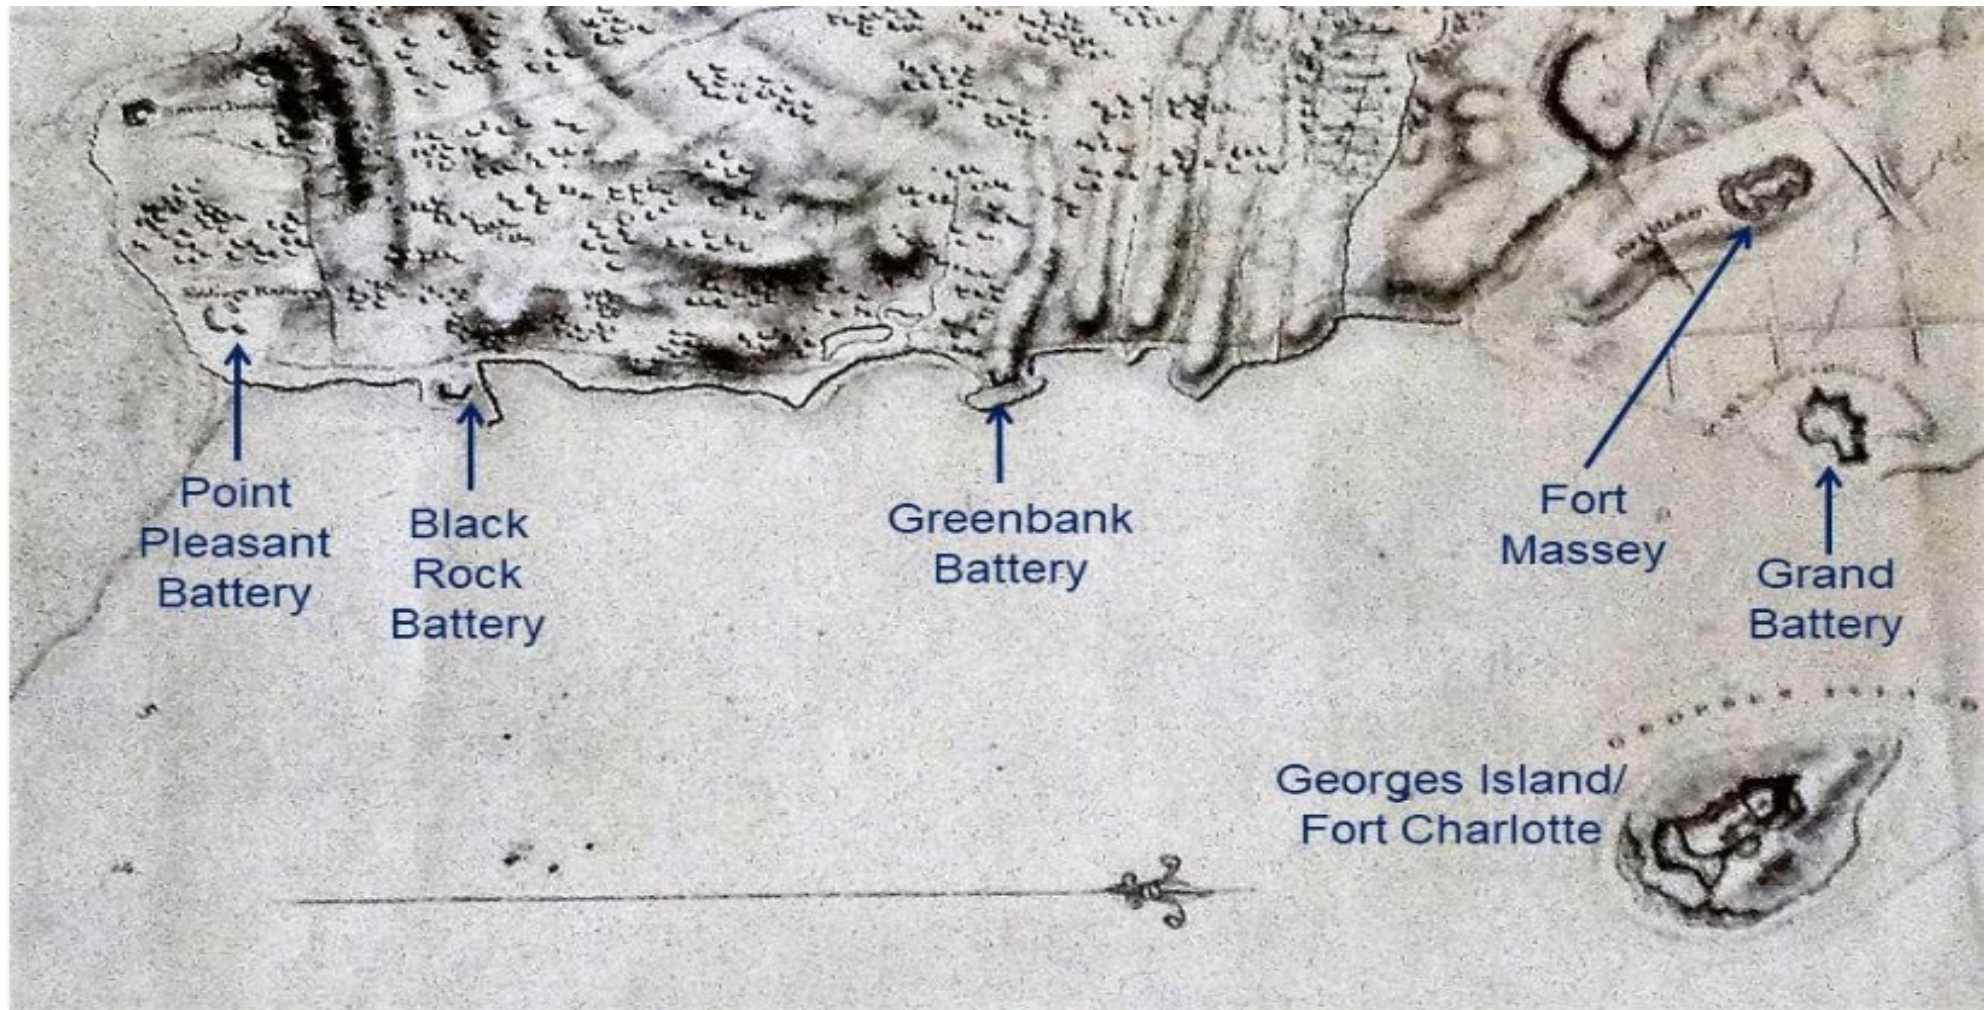 Point
Pleasant
Battery
Black
Rock
Battery
Greenbank
Battery
Fort
Massey
Grand
Battery
Georges Island/
Fort Charlotte